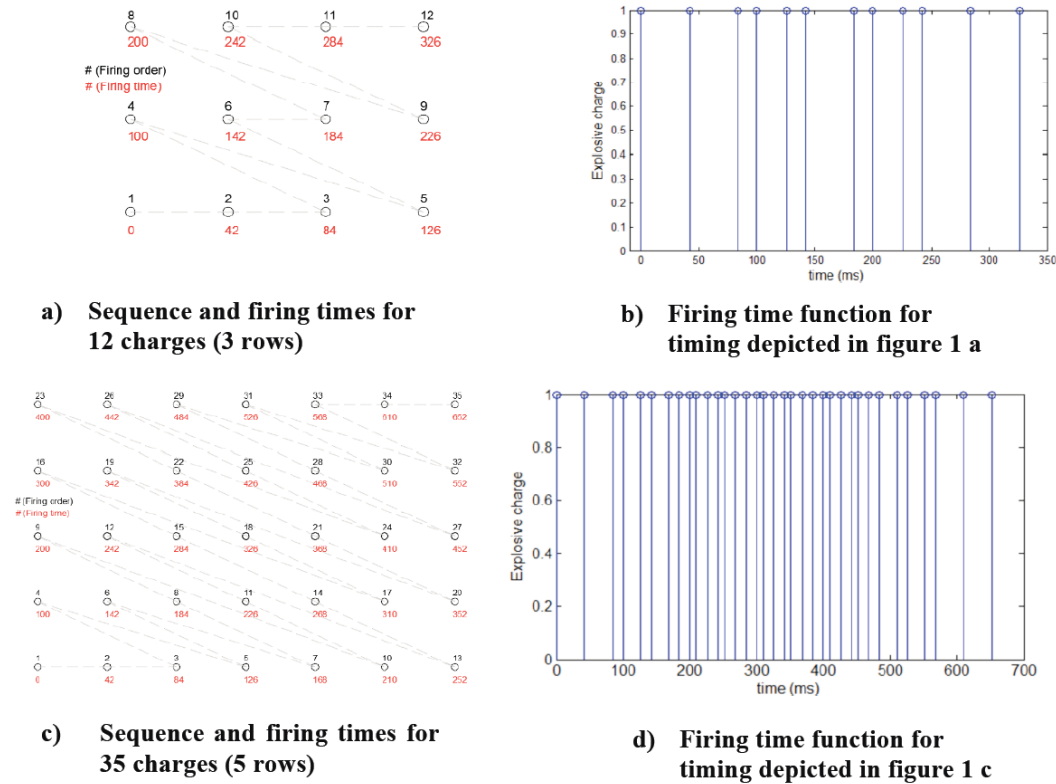 8 10 11 12
200 242 284 326
# (Firing order)
# (Firing time)
4 6 7 9
100 142 184 226
1 2 3 5
0 42 84 126
a) Sequence and firing times for
12 charges (3 rows)
1
0.9
0.8
0.7
0.6
0.5
0.4
0.3
0.2
0.1
0
Explosive charge
0 50 100 150 200 250 300 350
time (ms)
b) Firing time function for
timing depicted in figure 1 a
23 26 29 31 33 34 35
400 442 484 526 568 610 652
16 19 22 25 28 30 32
300 342 384 426 468 510 552
# (Firing order)
# (Firing time)
9 12 15 18 21 24 27
200 242 284 326 368 410 452
4 6 8 11 14 17 20
100 142 184 226 268 310 352
1 2 3 5 7 10 13
0 42 84 126 168 210 252
c) Sequence and firing times for
35 charges (5 rows)
1
0.8
0.6
0.4
0.2
0
Explosive charge
0 100 200 300 400 500 600 700
time (ms)
d) Firing time function for
timing depicted in figure 1 c